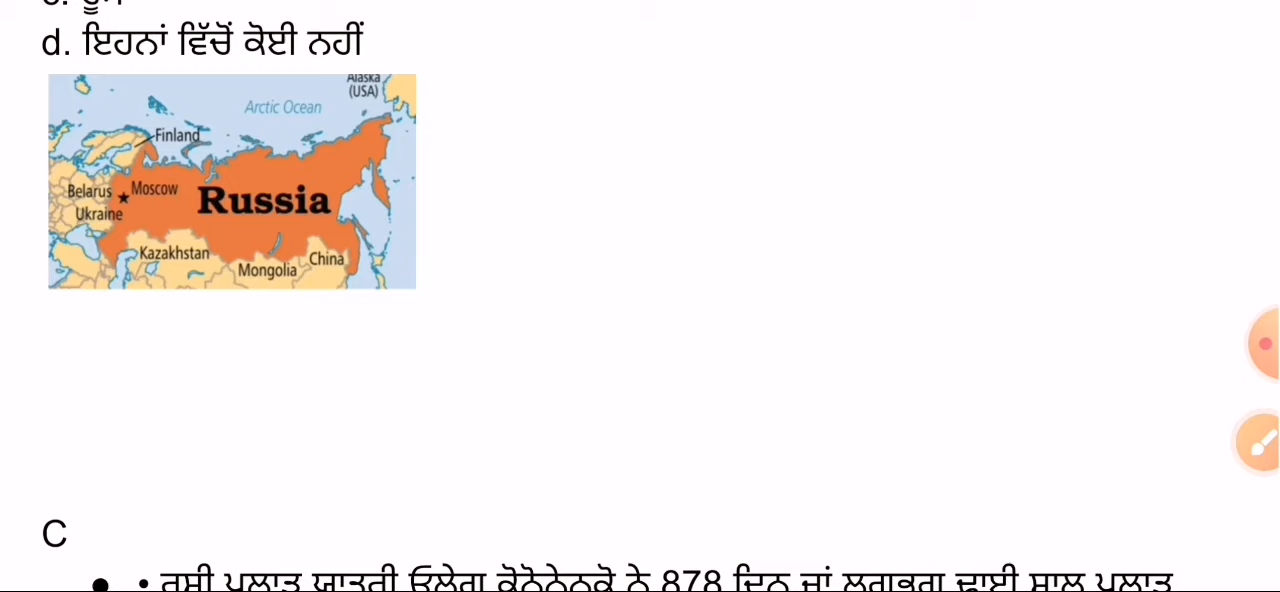 d. ਇਹਨਾਂ ਵਿੱਚੋਂ ਕੋਈ ਨਹੀਂ
Alaska
(USA)
Arctic Ocean
Finland
Belarus
Moscow
Russia
Ukraine
Kazakhstan
China
Mongolia
C
ਰੂਸੀ ਪੁਲਾੜ ਯਾਤਰੀ ਓਲੇਗ ਕੋਨੋਨੇਨਕੋ ਨੇ 878 ਦਿਨ ਜਾਂ ਲਗਭਗ ਢਾਈ ਸਾਲ ਪੁਲਾੜ